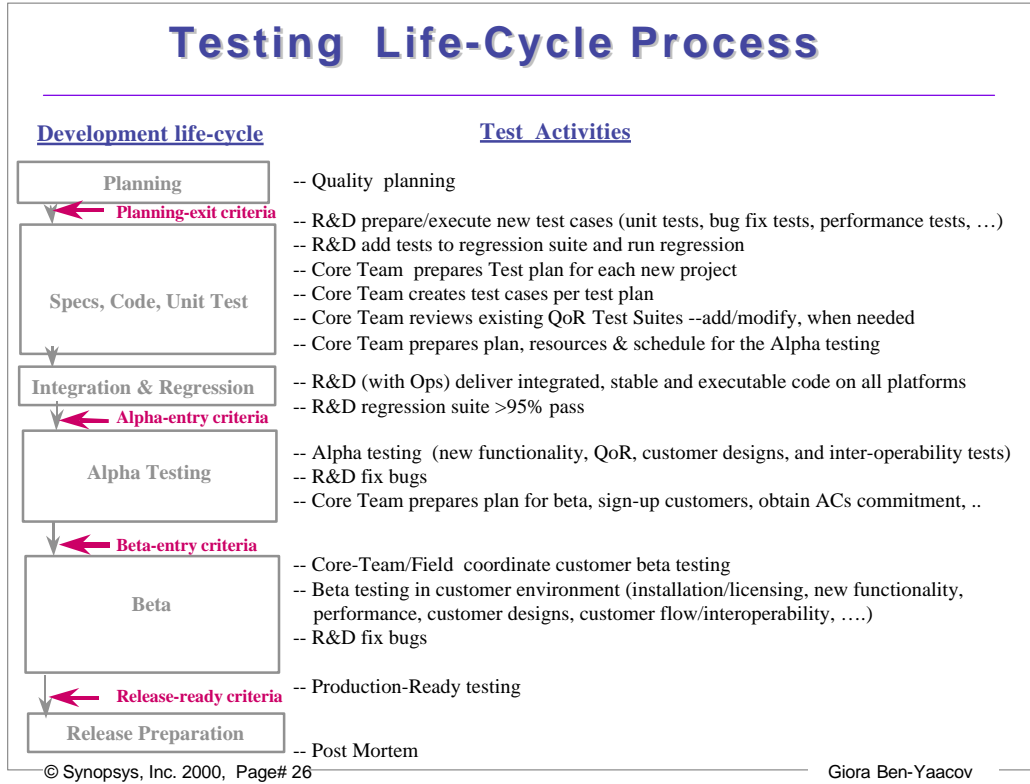 Testing Life-Cycle Process
Development life-cycle
Test Activities
Planning
-- Quality planning
Planning-exit criteria
Specs, Code, Unit Test
-- R&D prepare/execute new test cases (unit tests, bug fix tests, performance tests, …)
-- R&D add tests to regression suite and run regression
-- Core Team prepares Test plan for each new project
-- Core Team creates test cases per test plan
-- Core Team reviews existing QoR Test Suites --add/modify, when needed
-- Core Team prepares plan, resources & schedule for the Alpha testing
Integration & Regression
-- R&D (with Ops) deliver integrated, stable and executable code on all platforms
-- R&D regression suite >95% pass
Alpha-entry criteria
Alpha Testing
-- Alpha testing (new functionality, QoR, customer designs, and inter-operability tests)
-- R&D fix bugs
-- Core Team prepares plan for beta, sign-up customers, obtain ACs commitment, ..
Beta-entry criteria
Beta
-- Core-Team/Field coordinate customer beta testing
-- Beta testing in customer environment (installation/licensing, new functionality,
performance, customer designs, customer flow/interoperability, ….)
-- R&D fix bugs
Release-ready criteria
-- Production-Ready testing
Release Preparation
-- Post Mortem
© Synopsys, Inc. 2000, Page# 26
Giora Ben-Yaacov